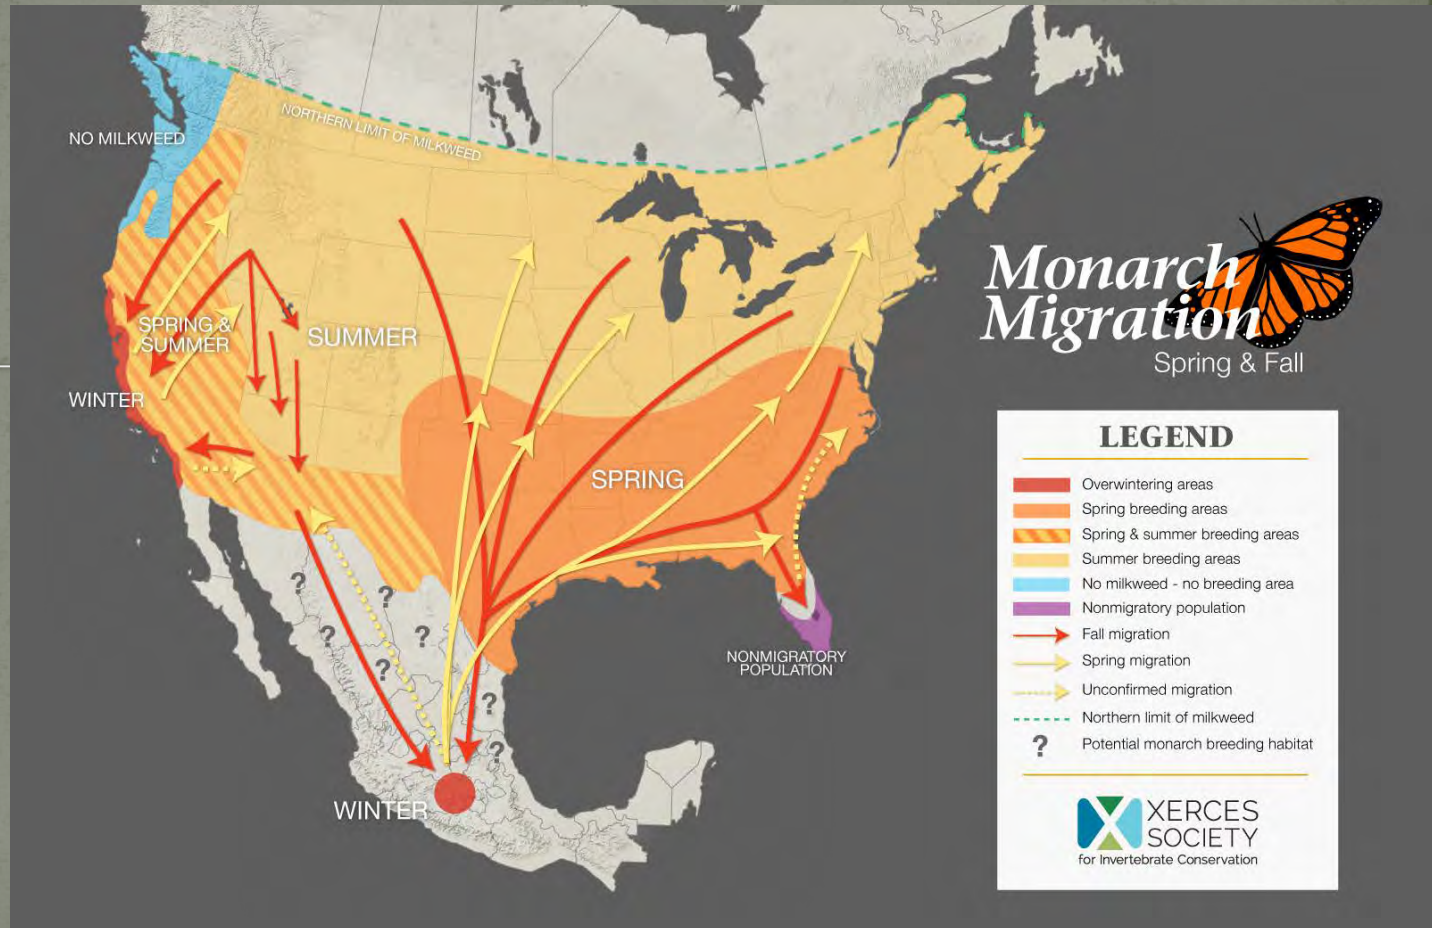 NO MILKWEED
NORTHERN LIMIT OF MILKWEED
SPRING &
SUMMER
SUMMER
WINTER
SPRING
?
?
?
?
?
?
?
NONMIGRATORY
POPULATION
WINTER
Monarch
Migration
Spring & Fall
LEGEND
Overwintering areas
Spring breeding areas
Spring & summer breeding areas
Summer breeding areas
No milkweed - no breeding area
Nonmigratory population
Fall migration
Spring migration
Unconfirmed migration
Northern limit of milkweed
? Potential monarch breeding habitat
XERCES
SOCIETY
for Invertebrate Conservation